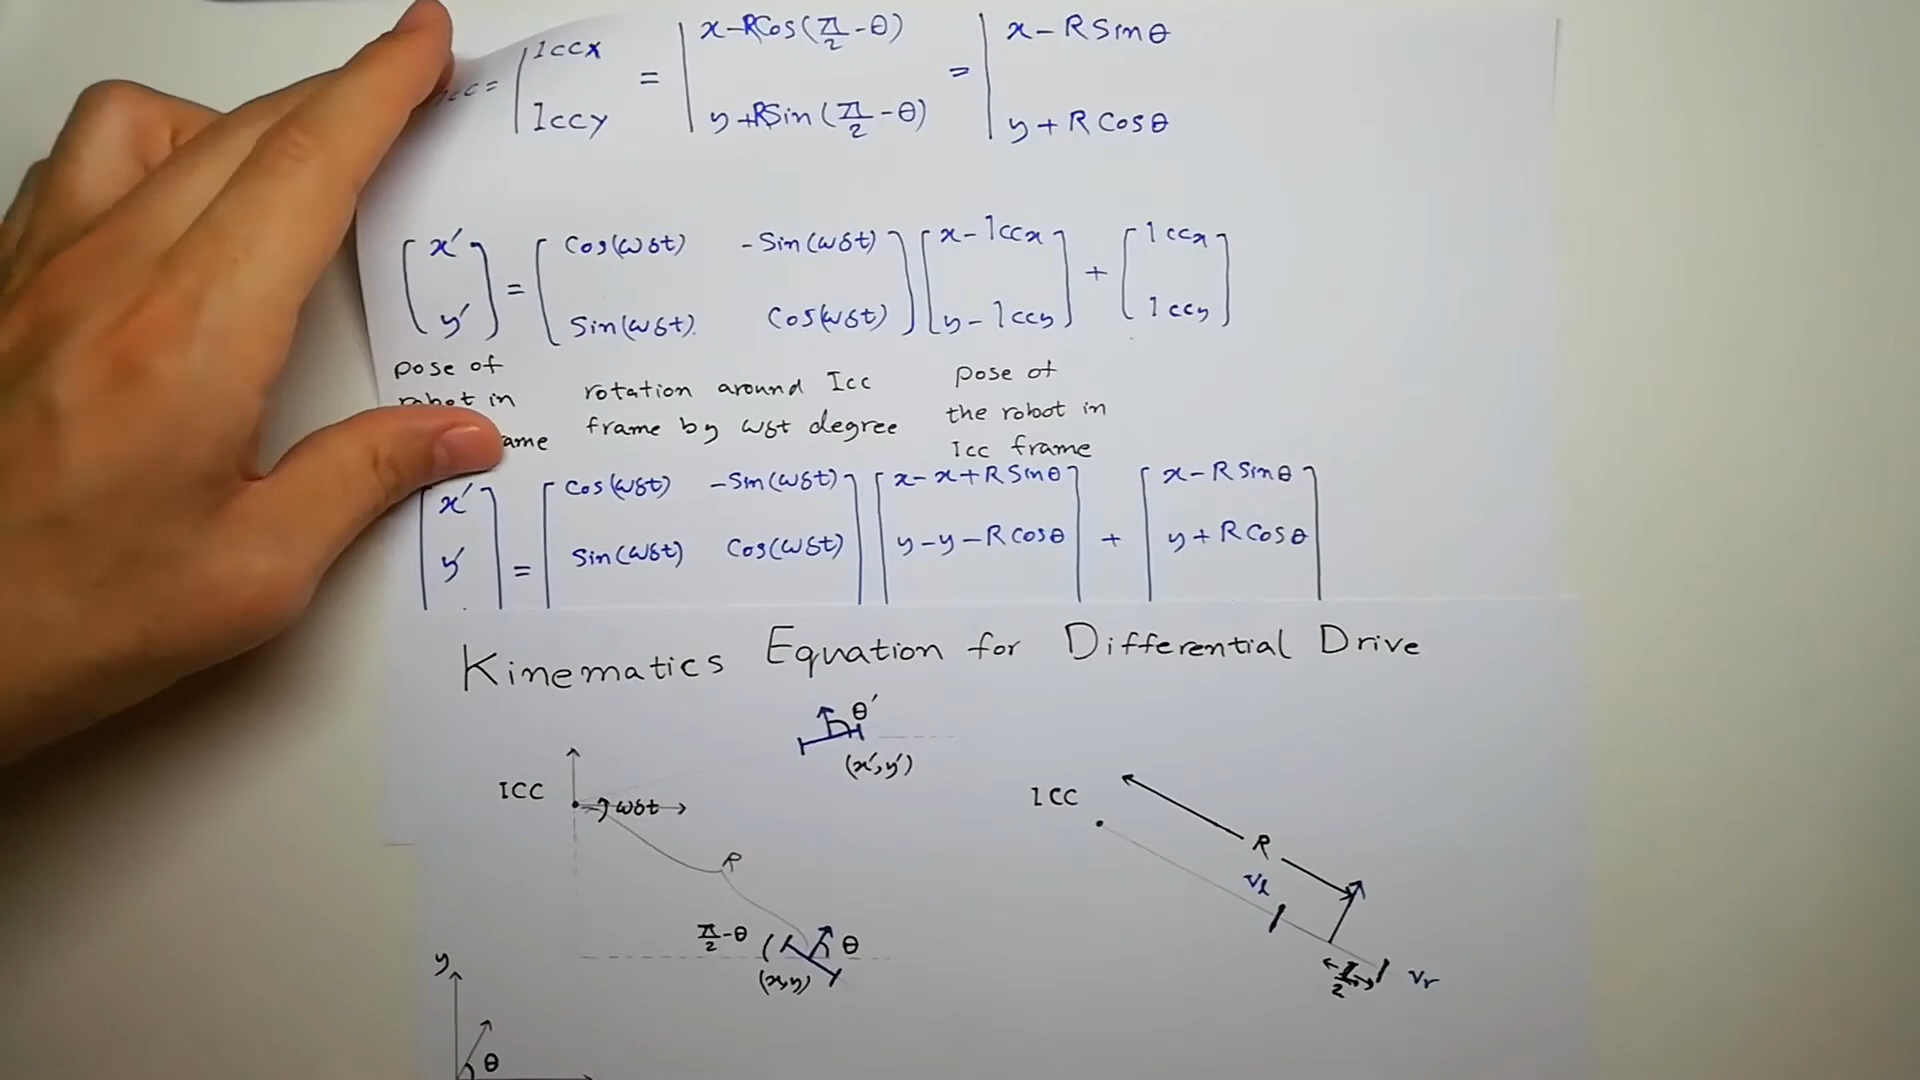 ICC = | Iccx = | x-RCos(π/2-θ) = | x-RSinθ
Iccy y+RSin(π/2-θ) y+RCosθ
[x' = [Cos(ωδt) -Sin(ωδt)] [x-Iccx] + [Iccx]
y'] Sin(ωδt) Cos(ωδt) y-Iccy Iccy
pose of
robot in
ame
rotation around Icc
frame by ωδt degree
pose of
the robot in
Icc frame
[x' = [Cos(ωδt) -Sin(ωδt)] [x-x+RSinθ] + [x-RSinθ]
y' Sin(ωδt) Cos(ωδt) y-y-RCosθ y+RCosθ
Kinematics Equation for Differential Drive
θ'
(x',y')
ICC
ωδt
R
π/2-θ
θ
(x,y)
y
θ
ICC
R
vl
l/2
vr